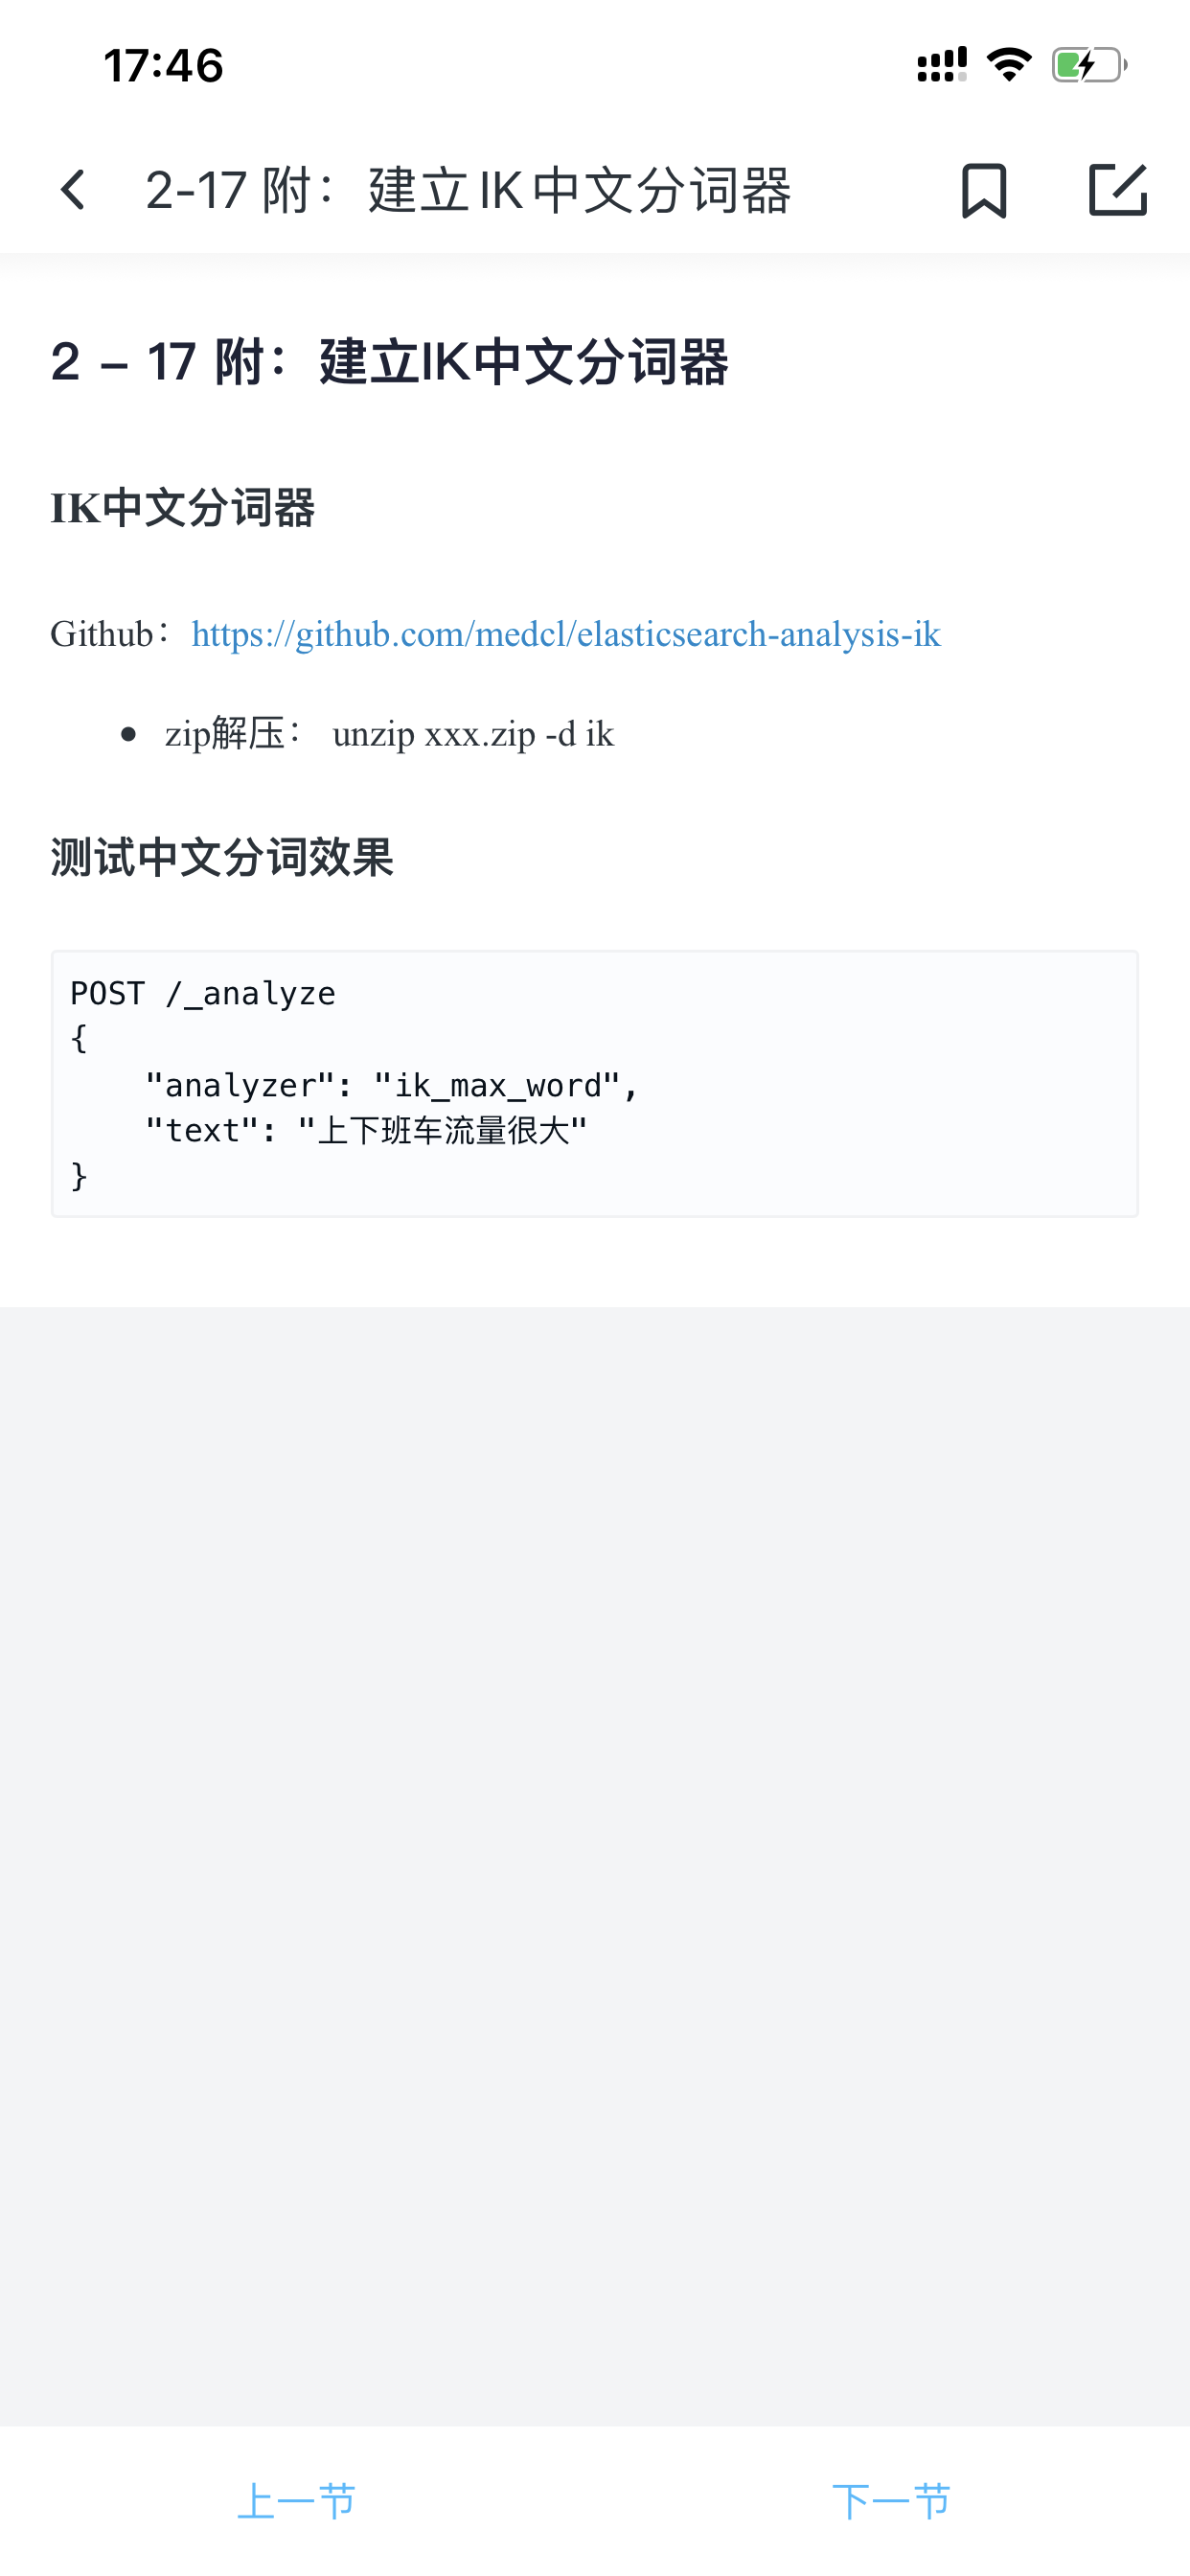 17:46
2-17 附：建立IK中文分词器
2 – 17 附：建立IK中文分词器
IK中文分词器
Github：https://github.com/medcl/elasticsearch-analysis-ik
zip解压： unzip xxx.zip -d ik
测试中文分词效果
POST /_analyze
{
    "analyzer": "ik_max_word",
    "text": "上下班车流量很大"
}
上一节 下一节